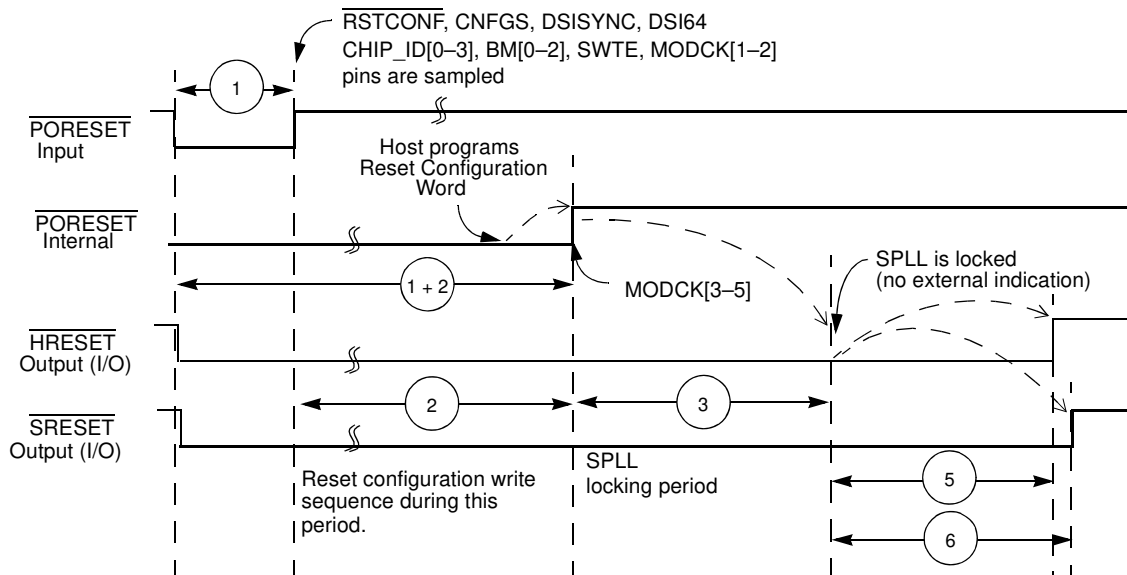 RSTCONF, CNFGS, DSISYNC, DSI64
CHIP_ID[0–3], BM[0–2], SWTE, MODCK[1–2]
pins are sampled
1
PORESET
Input
Host programs
Reset Configuration
Word
PORESET
Internal
SPLL is locked
(no external indication)
1 + 2
MODCK[3–5]
HRESET
Output (I/O)
2
3
SRESET
Output (I/O)
Reset configuration write
sequence during this
period.
SPLL
locking period
5
6